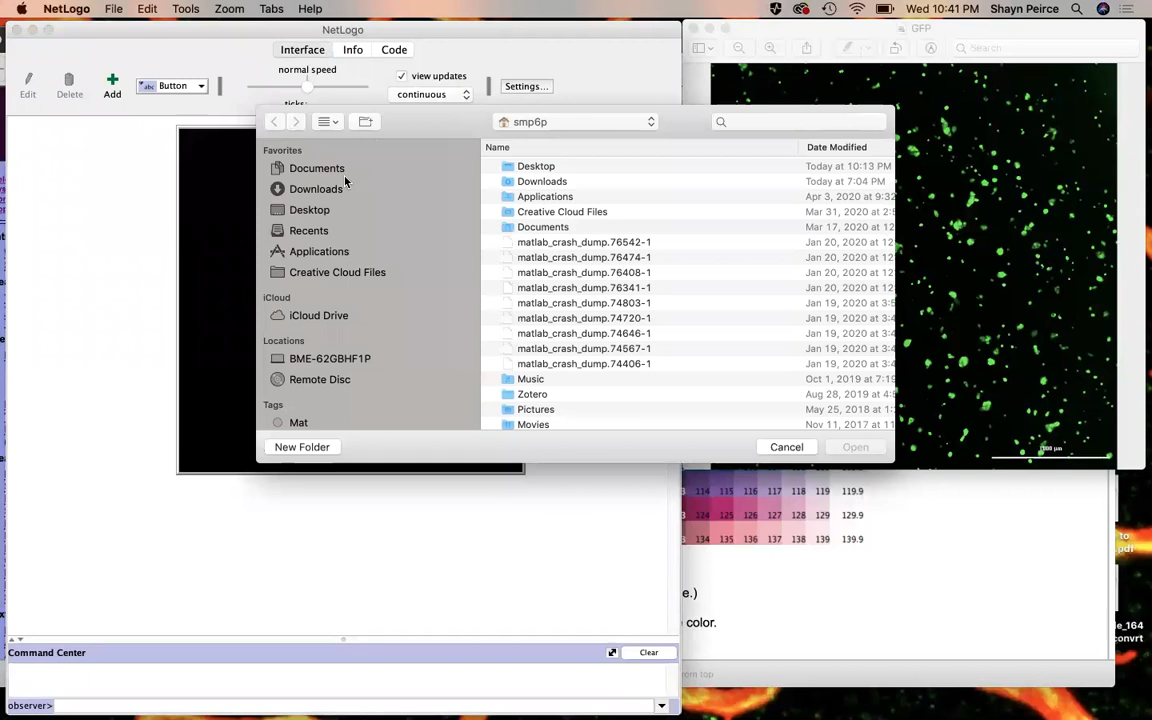 NetLogo File Edit Tools Zoom Tabs Help Wed 10:41 PM Shayn Peirce
NetLogo
GFP
Interface Info Code
Search
normal speed
view updates
Edit Delete Add Button continuous Settings...
ticks:
smp6p
Favorites
Documents
Downloads
Desktop
Recents
Applications
Creative Cloud Files
iCloud
iCloud Drive
Locations
BME-62GBHF1P
Remote Disc
Tags
Mat
Name Date Modified
Desktop Today at 10:13 PM
Downloads Today at 7:04 PM
Applications Apr 3, 2020 at 9:32
Creative Cloud Files Mar 31, 2020 at 2:
Documents Mar 17, 2020 at 12
matlab_crash_dump.76542-1 Jan 20, 2020 at 12
matlab_crash_dump.76474-1 Jan 20, 2020 at 12
matlab_crash_dump.76408-1 Jan 20, 2020 at 12
matlab_crash_dump.76341-1 Jan 20, 2020 at 12
matlab_crash_dump.74803-1 Jan 19, 2020 at 3:5
matlab_crash_dump.74720-1 Jan 19, 2020 at 3:4
matlab_crash_dump.74646-1 Jan 19, 2020 at 3:4
matlab_crash_dump.74567-1 Jan 19, 2020 at 3:4
matlab_crash_dump.74406-1 Jan 19, 2020 at 3:4
Music Oct 1, 2019 at 7:19
Zotero Aug 28, 2019 at 4:
Pictures May 25, 2018 at 1:
Movies Nov 11, 2017 at 11
New Folder Cancel Open
114 115 116 117 118 119 119.9
124 125 126 127 128 129 129.9
134 135 136 137 138 139 139.9
e.)
color.
to
.pdf
le_164
convrt
om top
Command Center Clear
observer>